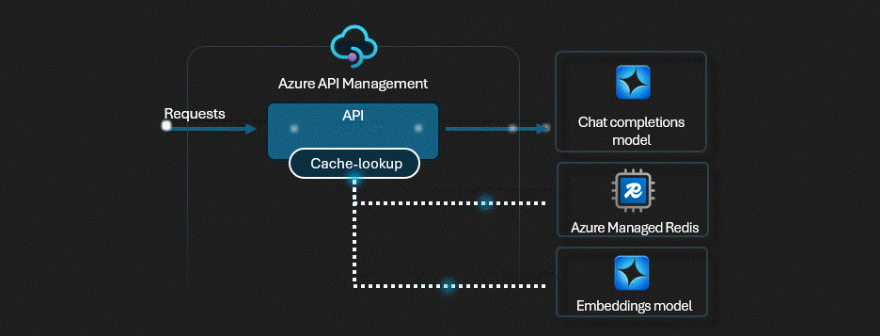 Azure API Management
Requests
API
Cache-lookup
Chat completions
model
Azure Managed Redis
Embeddings model